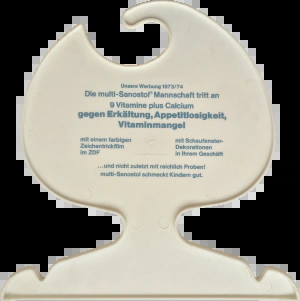 Unsere Werbung 1973/74
Die multi-Sanostol® Mannschaft tritt an
9 Vitamine plus Calcium
gegen Erkältung, Appetitlosigkeit,
Vitaminmangel
mit einem farbigen
Zeichentrickfilm
im ZDF
mit Schaufenster-
Dekorationen
in Ihrem Geschäft
...und nicht zuletzt mit reichlich Proben!
multi-Sanostol schmeckt Kindern gut.